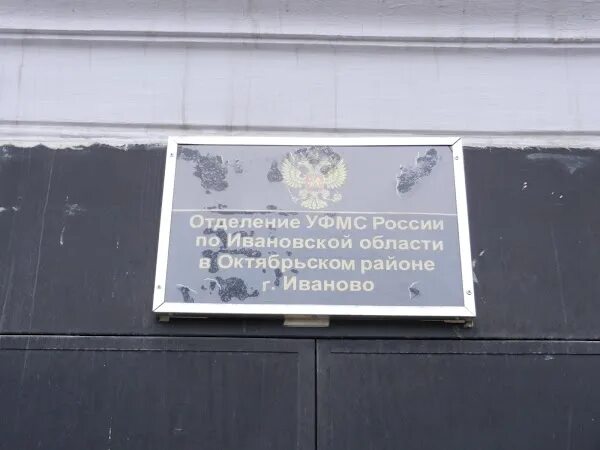 Отделение УФМС России
по Ивановской области
в Октябрьском районе
г. Иваново